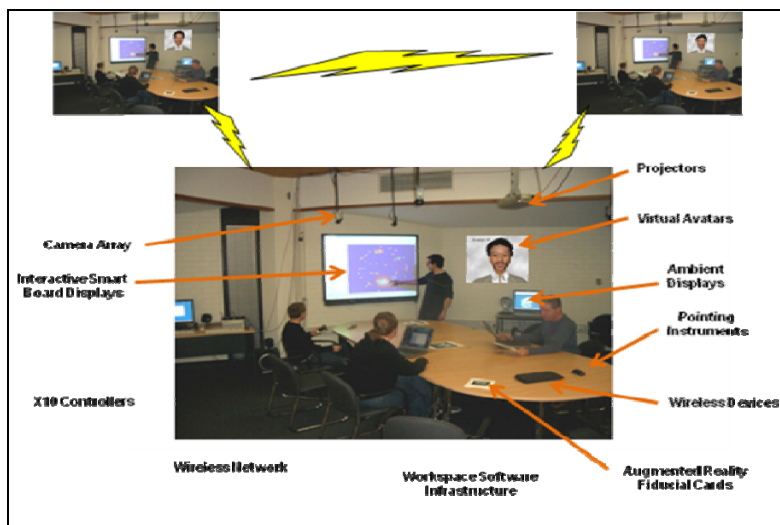 Projectors
Camera Array
Virtual Avatars
Interactive Smart
Board Displays
Ambient
Displays
Pointing
Instruments
X10 Controllers
Wireless Devices
Wireless Network
Workspace Software
Infrastructure
Augmented Reality
Fiducial Cards